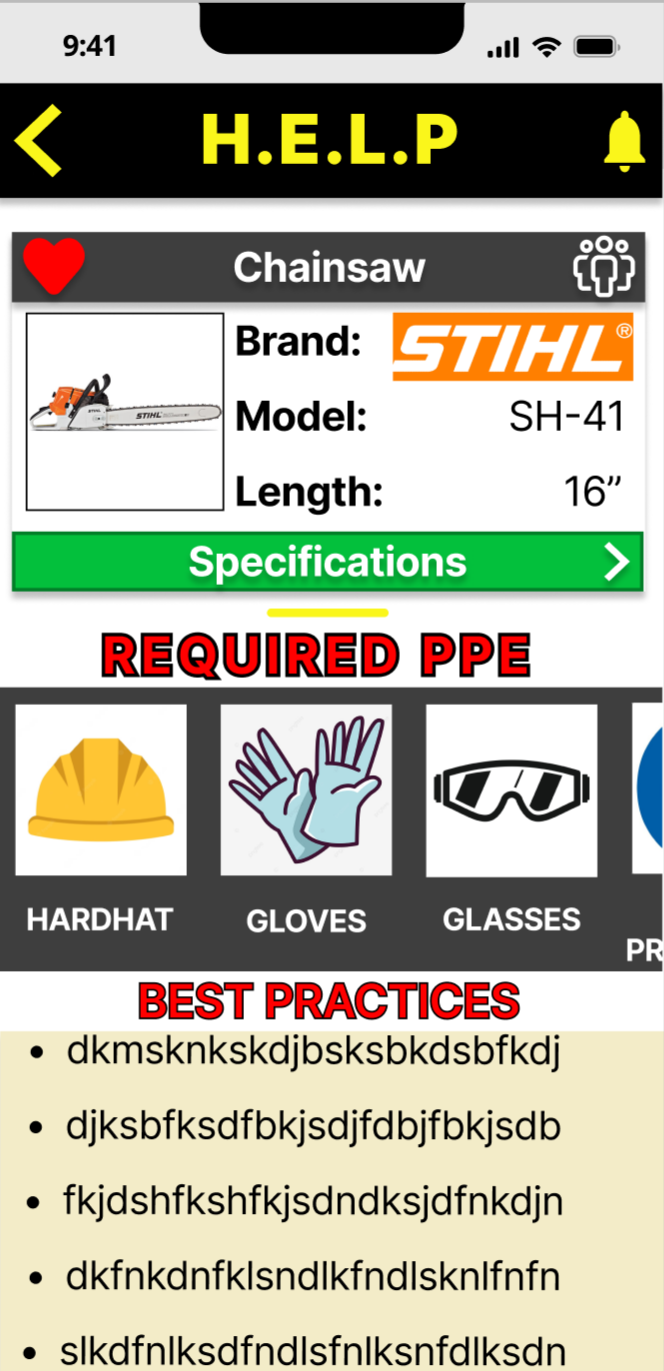 9:41
H.E.L.P
Chainsaw
Brand: STIHL®
STIHL
Model: SH-41
Length: 16”
Specifications
REQUIRED PPE
HARDHAT GLOVES GLASSES
PR
BEST PRACTICES
• dkmsknkskdjbsksbkdsbfkdj
• djksbfksdfbkjsdjfdbjfbkjsdb
• fkjdshfkshfkjsdndksjdfnkdjn
• dkfnkdnfklsndlkfndlsknlfnfn
• slkdfnlksdfndlsfnlksnfdlksdn